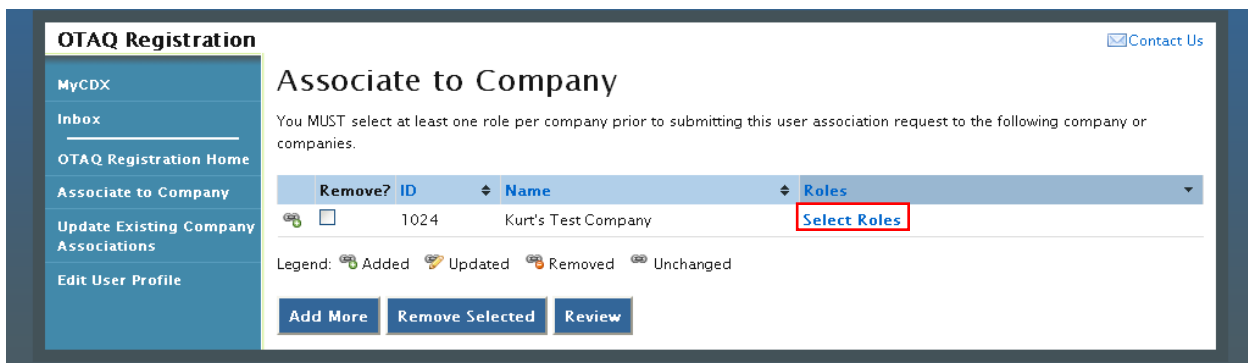 OTAQ Registration
Contact Us
MyCDX
Inbox
OTAQ Registration Home
Associate to Company
Update Existing Company
Associations
Edit User Profile
Associate to Company
You MUST select at least one role per company prior to submitting this user association request to the following company or
companies.
Remove? ID Name Roles
1024 Kurt's Test Company Select Roles
Legend: Added Updated Removed Unchanged
Add More Remove Selected Review